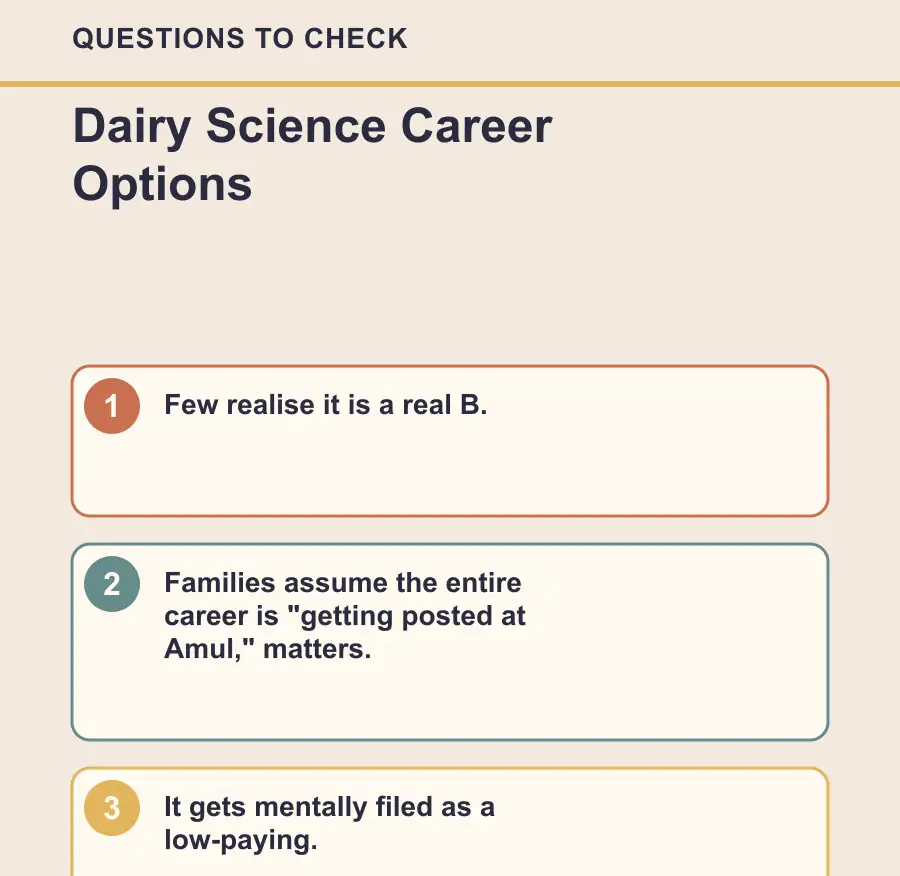 QUESTIONS TO CHECK
Dairy Science Career
Options
1
Few realise it is a real B.
2
Families assume the entire
career is "getting posted at
Amul," matters.
3
It gets mentally filed as a
low-paying.